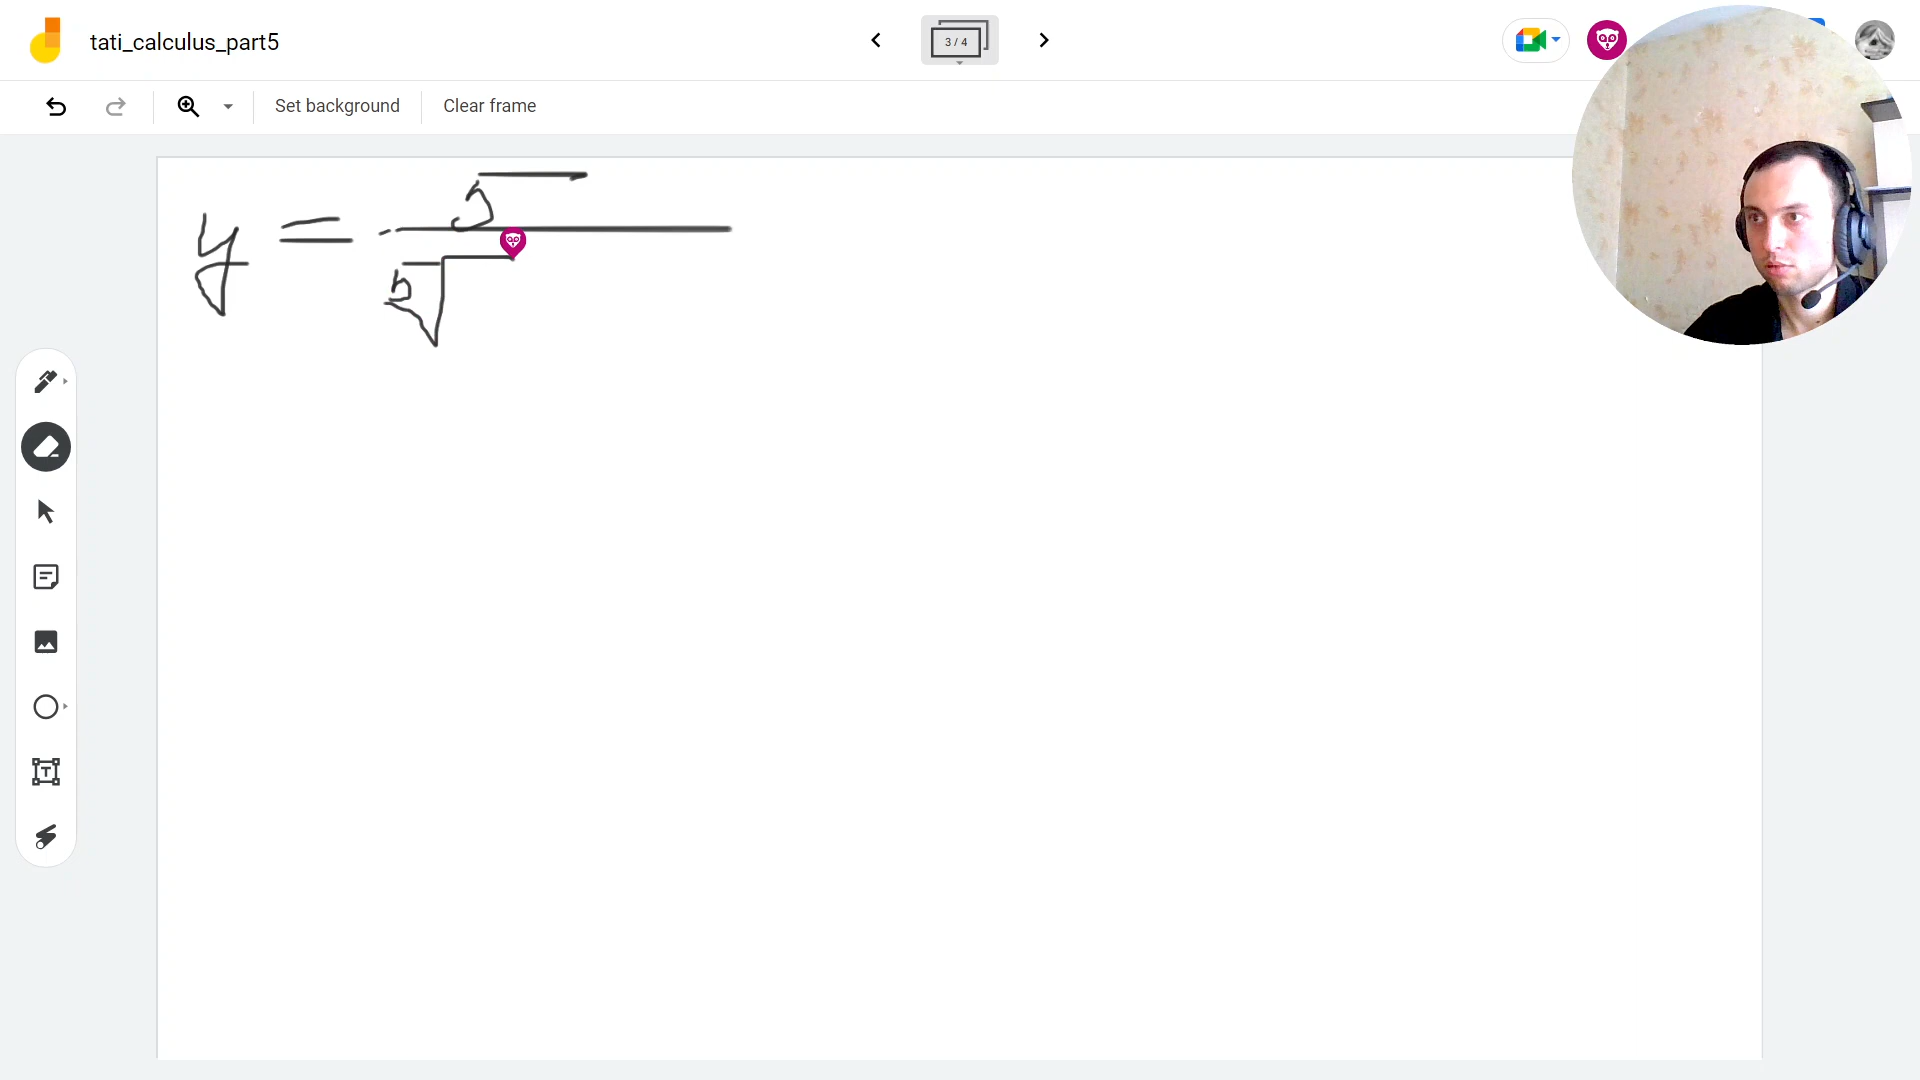 tati_calculus_part5
3 / 4
Set background
Clear frame
y = 5
5√